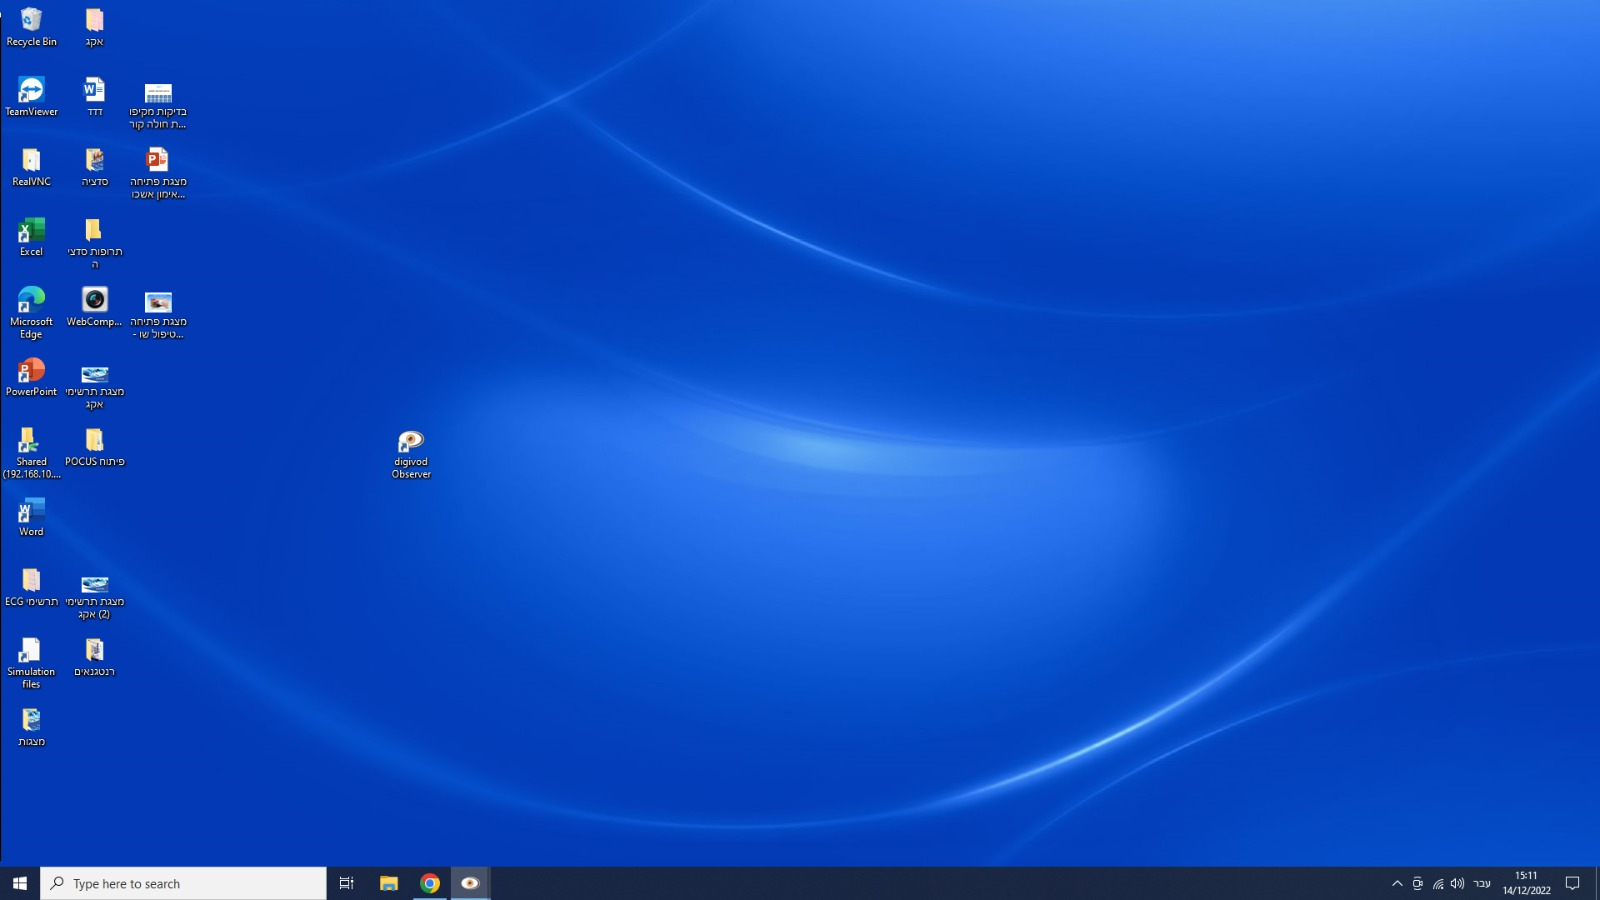 Recycle Bin
אקג
TeamViewer
דדד
בדיקות מקיפו
ת חולה קור...
RealVNC
סדציה
מצגת פתיחה
אימון אשכו...
Excel
תרופות סדצי
ה
Microsoft
Edge
WebComp...
מצגת פתיחה
- טיפול שו...
PowerPoint
מצגת תרשימי
אקג
Shared
(192.168.10....
פיתוח POCUS
digivod
Observer
Word
תרשימי ECG
מצגת תרשימי
אקג (2)
Simulation
files
רנטגנאים
מצגות
Type here to search
עבר
15:11
14/12/2022